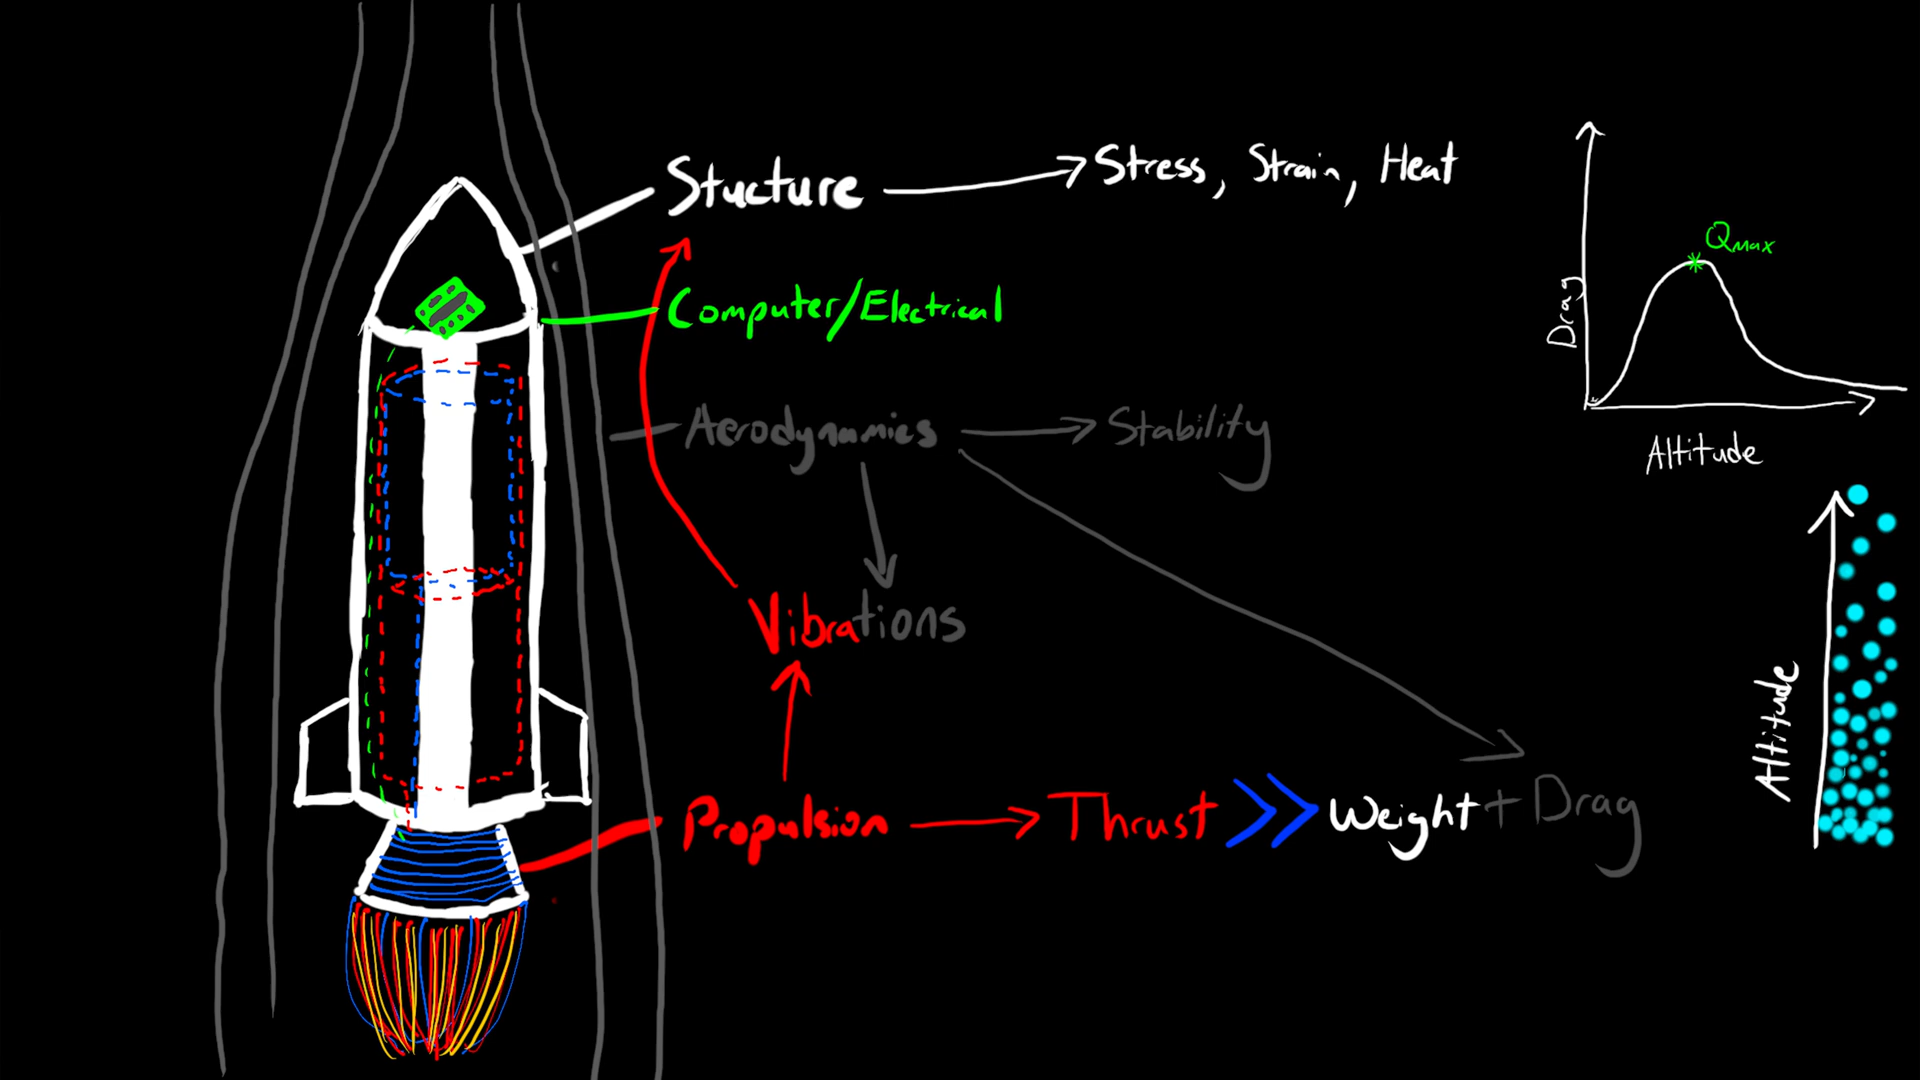 Stucture → Stress, Strain, Heat
Computer/Electrical
Aerodynamics → Stability
Vibrations
Propulsion → Thrust >> Weight + Drag
Qmax
Drag
Altitude
Altitude